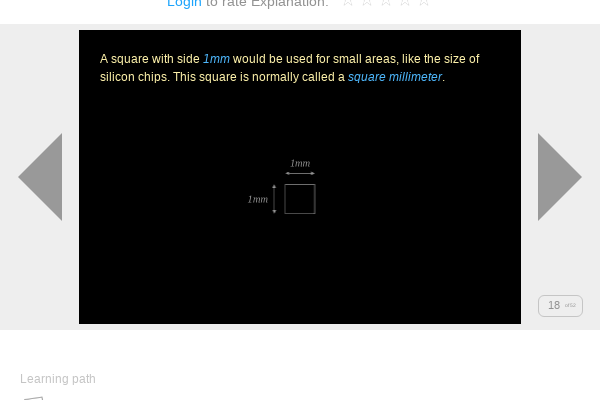 Login to rate Explanation:
A square with side 1mm would be used for small areas, like the size of
silicon chips. This square is normally called a square millimeter.
1mm
1mm
18
Learning path